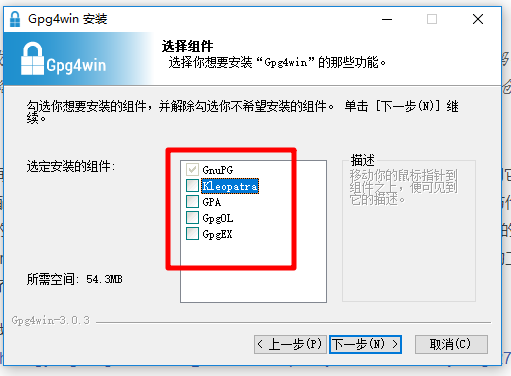 Gpg4win 安装
Gpg4win
选择组件
选择你想要安装“Gpg4win”的那些功能。
勾选你想要安装的组件，并解除勾选你不希望安装的组件。 单击 [下一步(N)] 继
续。
选定安装的组件:
GnuPG
Kleopatra
GPA
GpgOL
GpgEX
描述
移动你的鼠标指针到
组件之上，便可见到
它的描述。
所需空间: 54.3MB
Gpg4win-3.0.3
< 上一步(P)
下一步(N) >
取消(C)